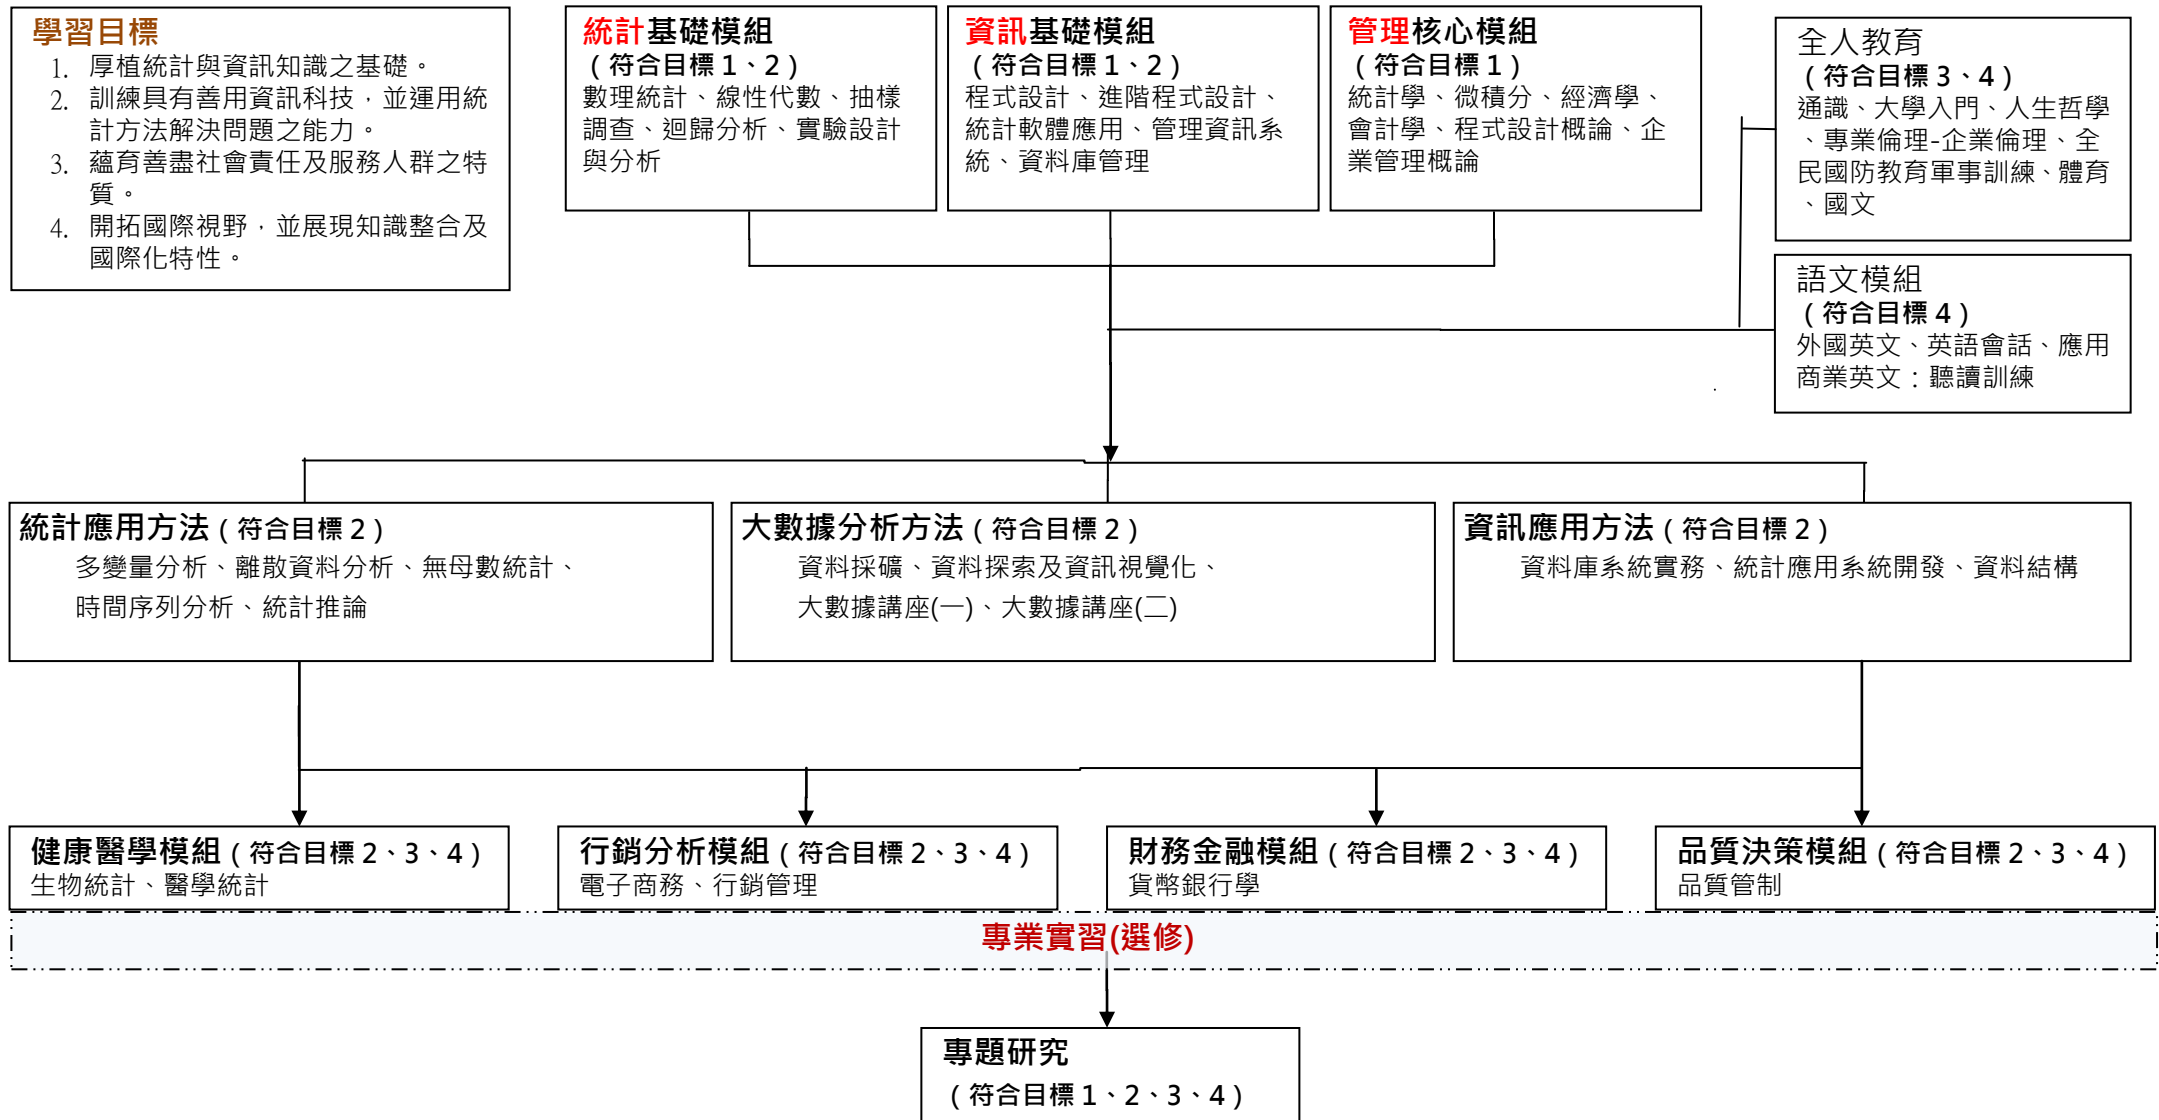 學習目標
1. 厚植統計與資訊知識之基礎。
2. 訓練具有善用資訊科技，並運用統
計方法解決問題之能力。
3. 蘊育善盡社會責任及服務人群之特
質。
4. 開拓國際視野，並展現知識整合及
國際化特性。
統計基礎模組
（符合目標 1、2）
數理統計、線性代數、抽樣
調查、迴歸分析、實驗設計
與分析
資訊基礎模組
（符合目標 1、2）
程式設計、進階程式設計、
統計軟體應用、管理資訊系
統、資料庫管理
管理核心模組
（符合目標 1）
統計學、微積分、經濟學、
會計學、程式設計概論、企
業管理概論
全人教育
（符合目標 3、4）
通識、大學入門、人生哲學
、專業倫理-企業倫理、全
民國防教育軍事訓練、體育
、國文
語文模組
（符合目標 4）
外國英文、英語會話、應用
商業英文：聽讀訓練
統計應用方法（符合目標 2）
多變量分析、離散資料分析、無母數統計、
時間序列分析、統計推論
大數據分析方法（符合目標 2）
資料採礦、資料探索及資訊視覺化、
大數據講座(一)、大數據講座(二)
資訊應用方法（符合目標 2）
資料庫系統實務、統計應用系統開發、資料結構
健康醫學模組（符合目標 2、3、4）
生物統計、醫學統計
行銷分析模組（符合目標 2、3、4）
電子商務、行銷管理
財務金融模組（符合目標 2、3、4）
貨幣銀行學
品質決策模組（符合目標 2、3、4）
品質管制
專業實習(選修)
專題研究
（符合目標 1、2、3、4）